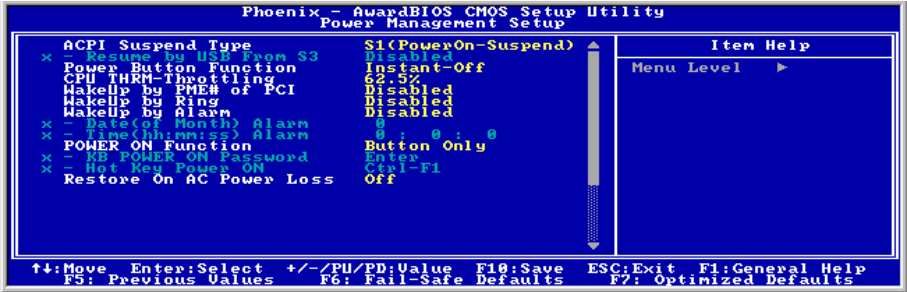 Phoenix - AwardBIOS CMOS Setup Utility
Power Management Setup
ACPI Suspend Type S1(PowerOn-Suspend)
x - Resume by USB From S3 Disabled
Power Button Function Instant-Off
CPU THRM-Throttling 62.5%
WakeUp by PME# of PCI Disabled
WakeUp by Ring Disabled
WakeUp by Alarm Disabled
x - Date(of Month) Alarm 0
x - Time(hh:mm:ss) Alarm 0 : 0 : 0
POWER ON Function Button Only
x - KB POWER ON Password Enter
x - Hot Key Power ON Ctrl-F1
Restore On AC Power Loss Off
Item Help
Menu Level ►
↑↓:Move Enter:Select +/-/PU/PD:Value F10:Save ESC:Exit F1:General Help
F5: Previous Values F6: Fail-Safe Defaults F7: Optimized Defaults